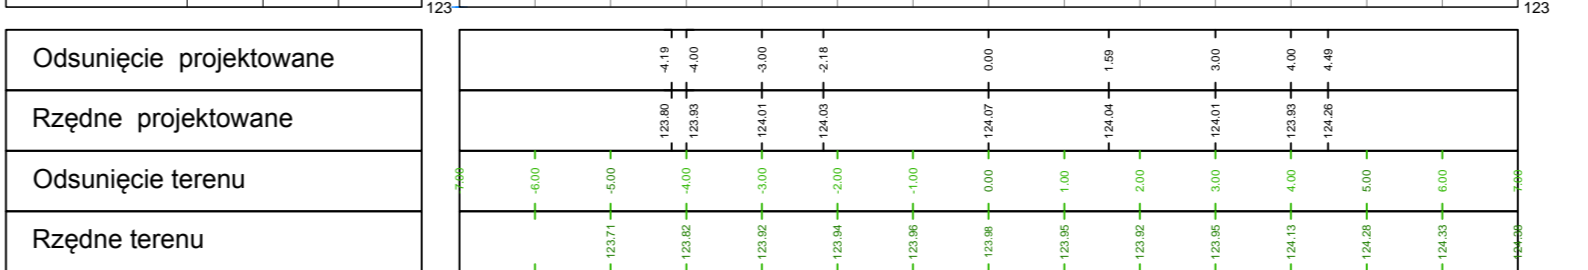 123 123
Odsunięcie projektowane -4.19 -4.00 -3.00 -2.18 0.00 1.59 3.00 4.00 4.49
Rzędne projektowane 123.80 123.93 124.01 124.03 124.07 124.04 124.01 123.93 124.26
Odsunięcie terenu -6.00 -5.00 -4.00 -3.00 -2.00 -1.00 0.00 1.00 2.00 3.00 4.00 5.00 6.00 7.00
Rzędne terenu 123.71 123.82 123.92 123.94 123.96 123.98 123.95 123.92 123.95 124.13 124.28 124.33